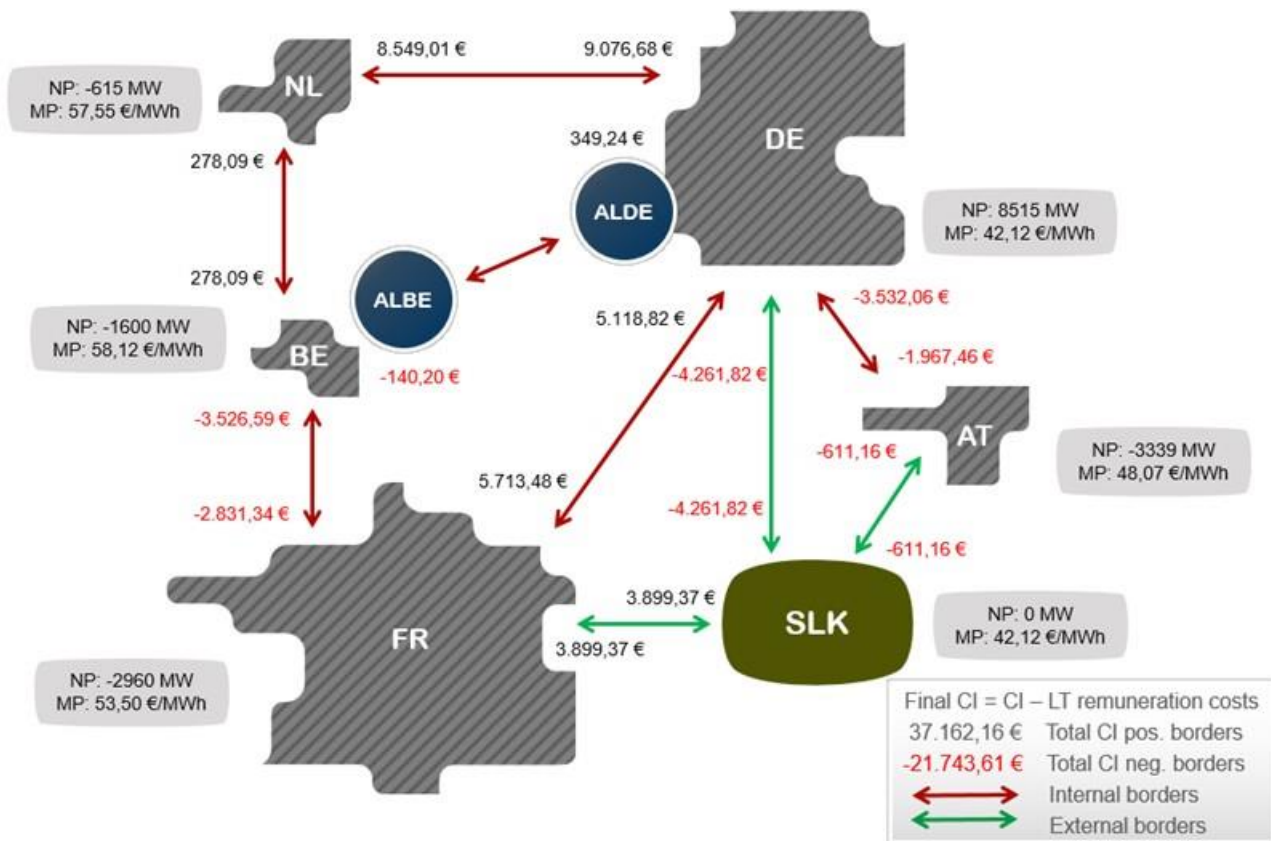 8.549,01 €
9.076,68 €
NP: -615 MW
MP: 57,55 €/MWh
NL
DE
278,09 €
349,24 €
ALDE
NP: 8515 MW
MP: 42,12 €/MWh
278,09 €
ALBE
-3.532,06 €
5.118,82 €
NP: -1600 MW
MP: 58,12 €/MWh
BE
-140,20 €
-4.261,82 €
-1.967,46 €
-3.526,59 €
AT
-611,16 €
NP: -3339 MW
MP: 48,07 €/MWh
5.713,48 €
-4.261,82 €
-2.831,34 €
-611,16 €
3.899,37 €
SLK
NP: 0 MW
MP: 42,12 €/MWh
FR
3.899,37 €
NP: -2960 MW
MP: 53,50 €/MWh
Final CI = CI – LT remuneration costs
37.162,16 € Total CI pos. borders
-21.743,61 € Total CI neg. borders
Internal borders
External borders